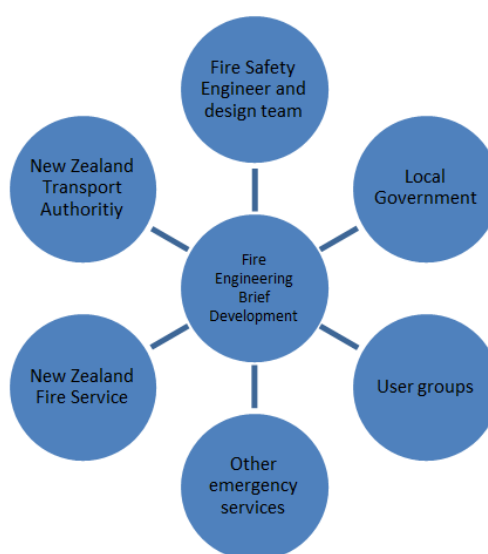 Fire Safety
Engineer and
design team
New Zealand
Transport
Authoritiy
Local
Government
Fire
Engineering
Brief
Development
New Zealand
Fire Service
User groups
Other
emergency
services